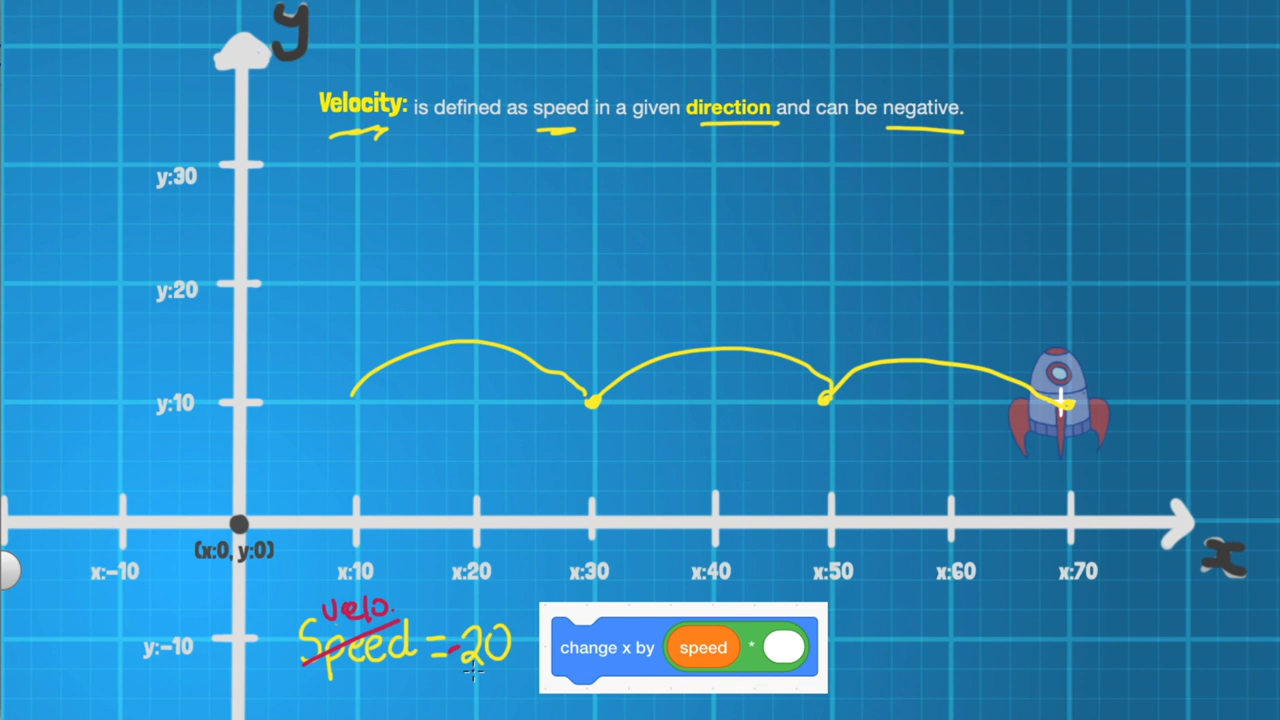 y
Velocity: is defined as speed in a given direction and can be negative.
y:30
y:20
y:10
(x:0, y:0)
x:-10 x:10 x:20 x:30 x:40 x:50 x:60 x:70
x
velo.
Speed = -20
change x by speed *
y:-10